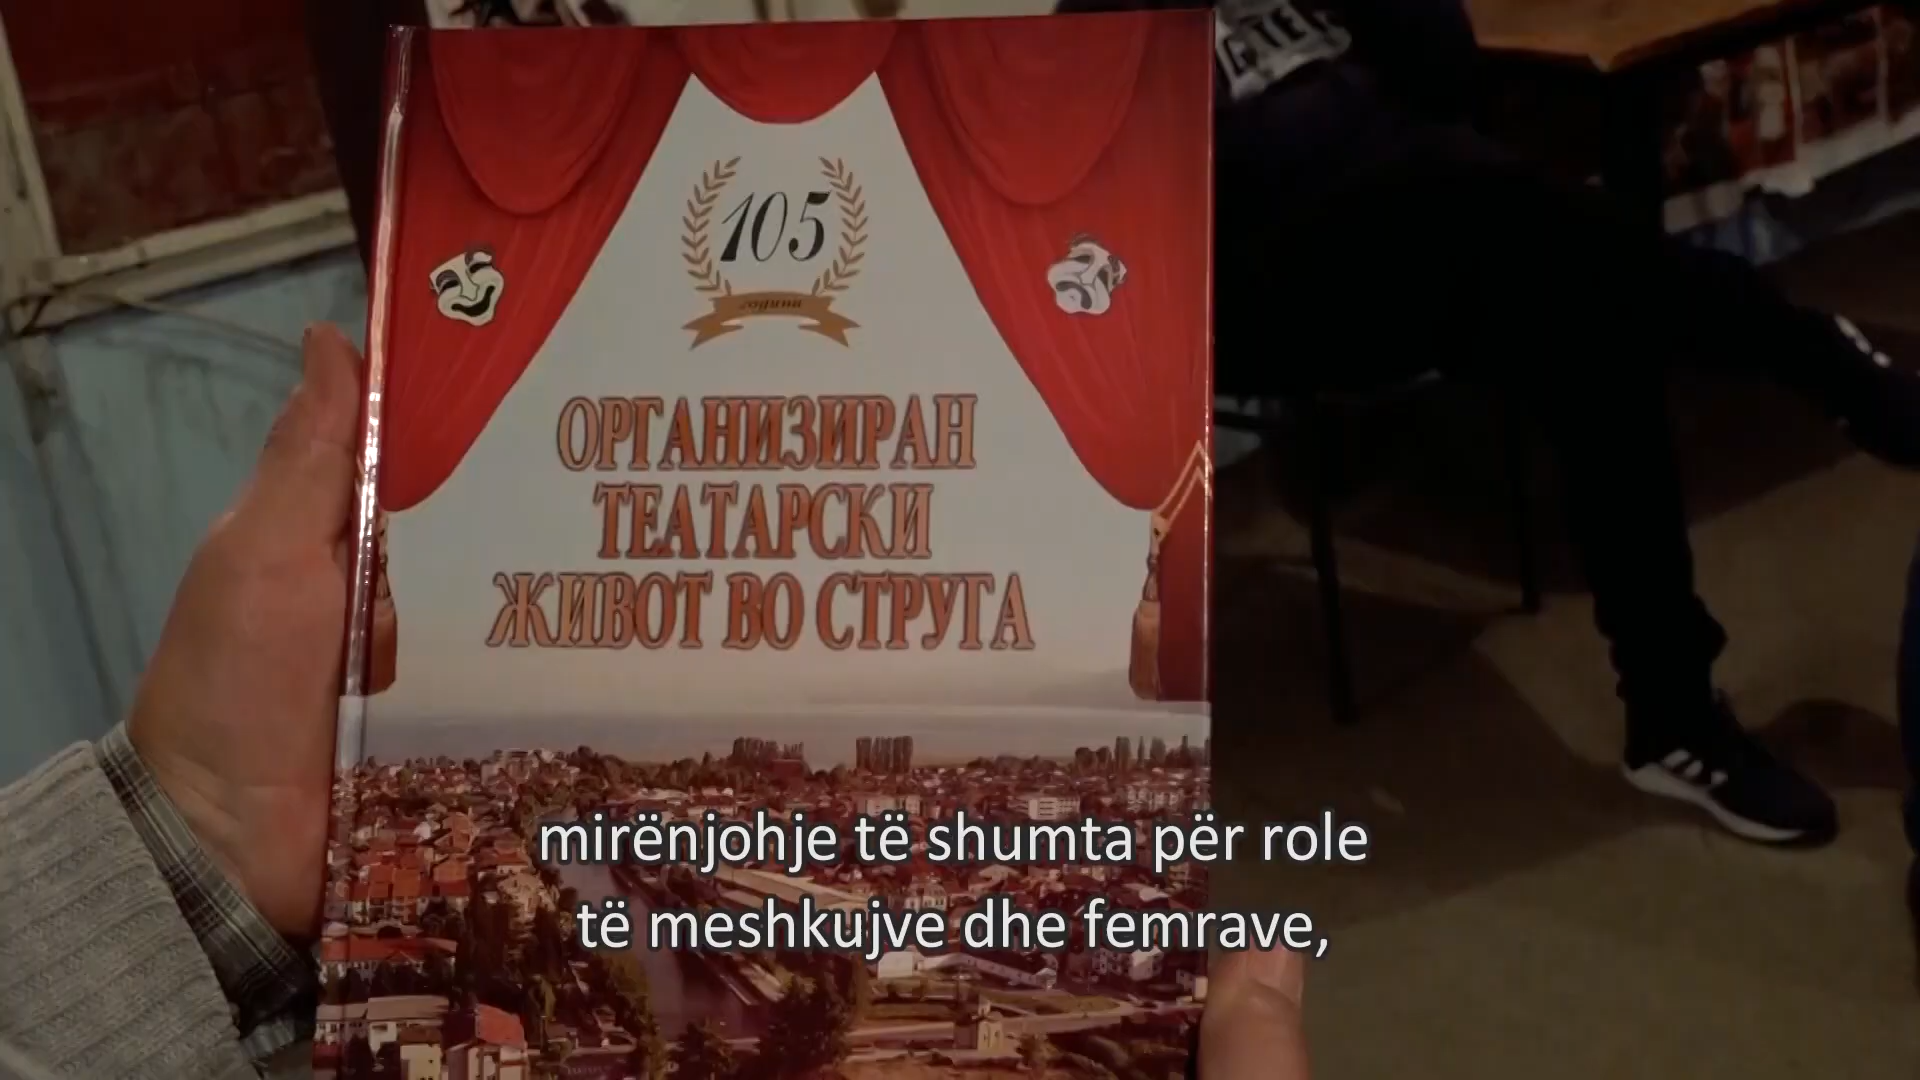 105
години
ОРГАНИЗИРАН
ТЕАТАРСКИ
ЖИВОТ ВО СТРУГА
mirënjohje të shumta për role
të meshkujve dhe femrave,